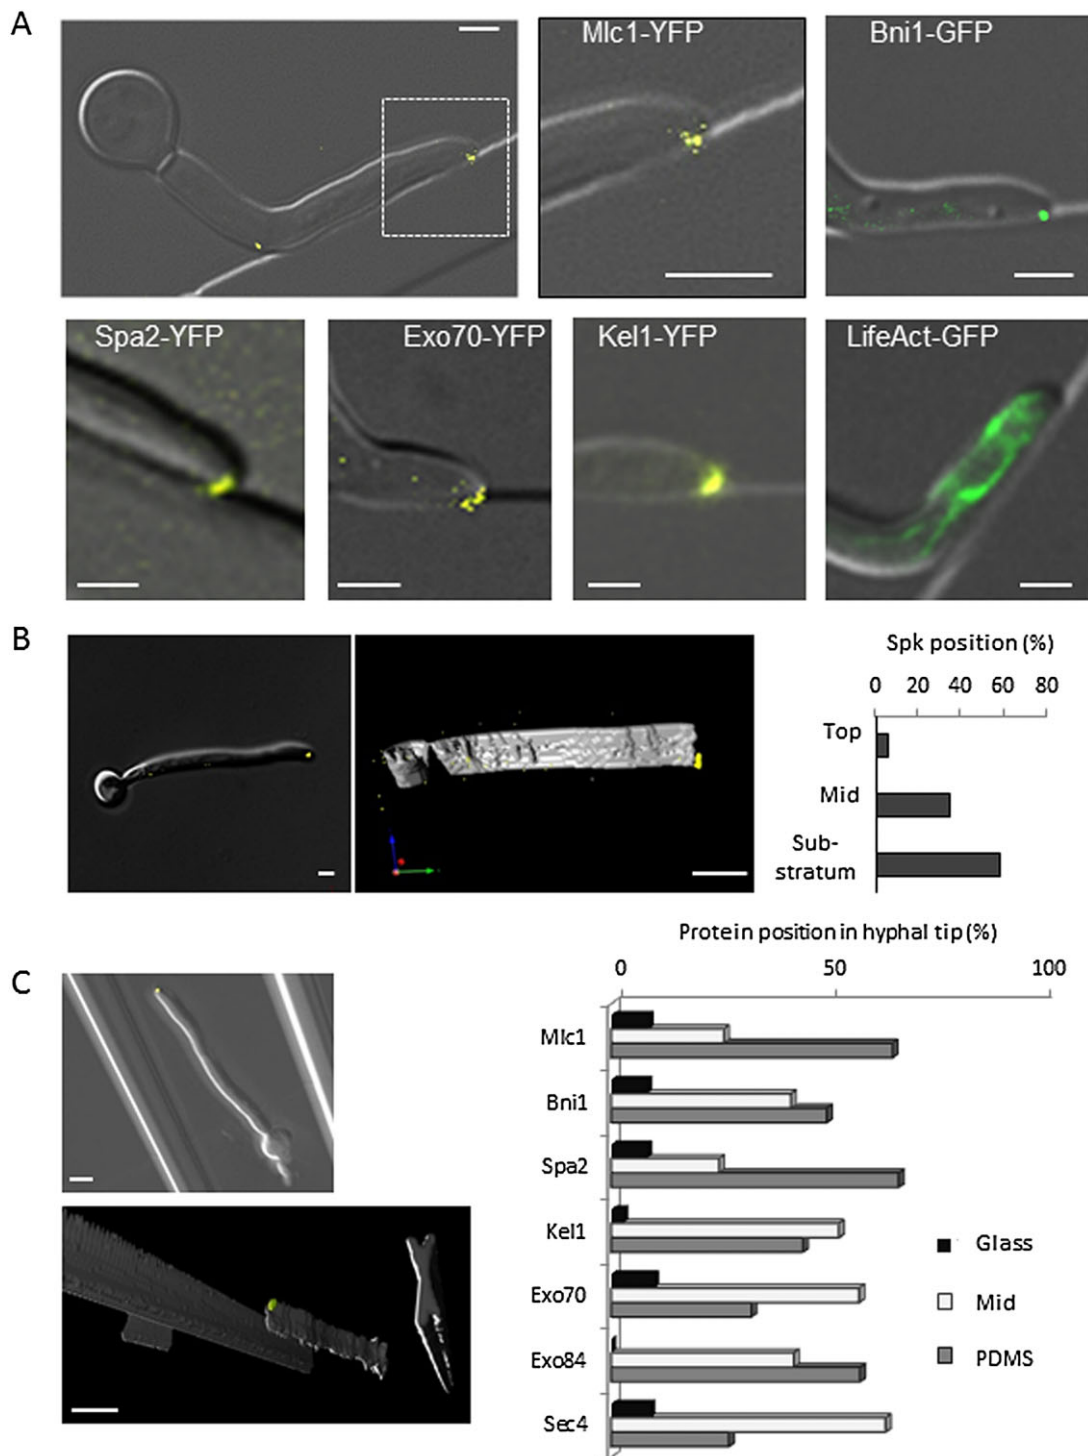 A
Mlc1-YFP
Bni1-GFP
Spa2-YFP
Exo70-YFP
Kel1-YFP
LifeAct-GFP
B
Spk position (%)
0 20 40 60 80
Top
Mid
Sub-
stratum
C
Protein position in hyphal tip (%)
0 50 100
Mlc1
Bni1
Spa2
Kel1
Exo70
Exo84
Sec4
Glass
Mid
PDMS